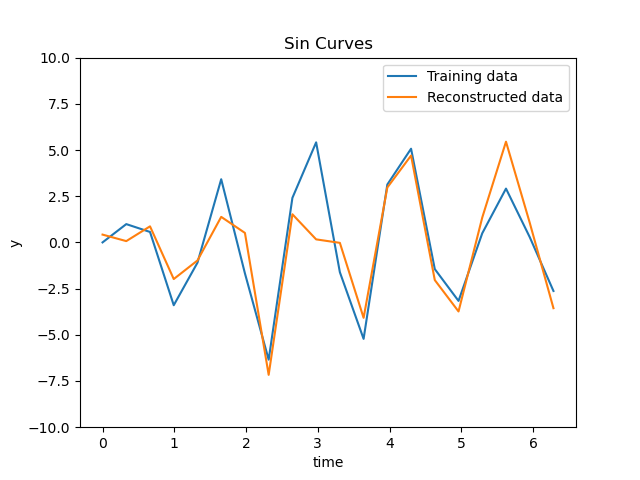 Sin Curves
Training data
Reconstructed data
10.0
7.5
5.0
2.5
0.0
−2.5
−5.0
−7.5
−10.0
y
0 1 2 3 4 5 6
time